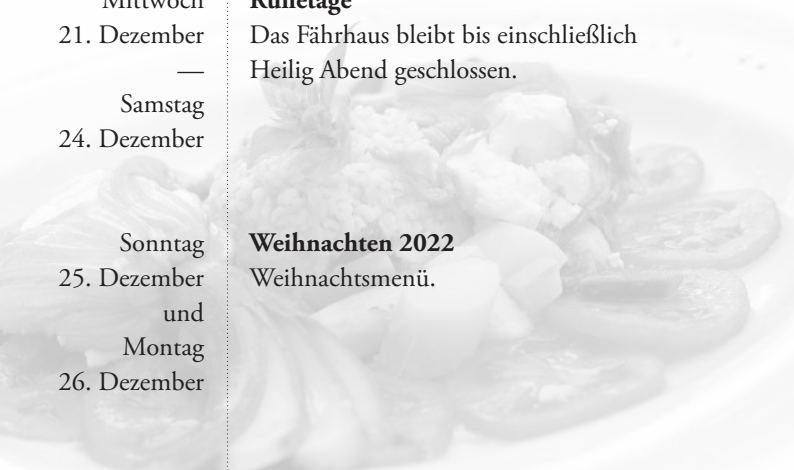 Mittwoch
21. Dezember
—
Samstag
24. Dezember
Ruhetage
Das Fährhaus bleibt bis einschließlich
Heilig Abend geschlossen.
Sonntag
25. Dezember
und
Montag
26. Dezember
Weihnachten 2022
Weihnachtsmenü.